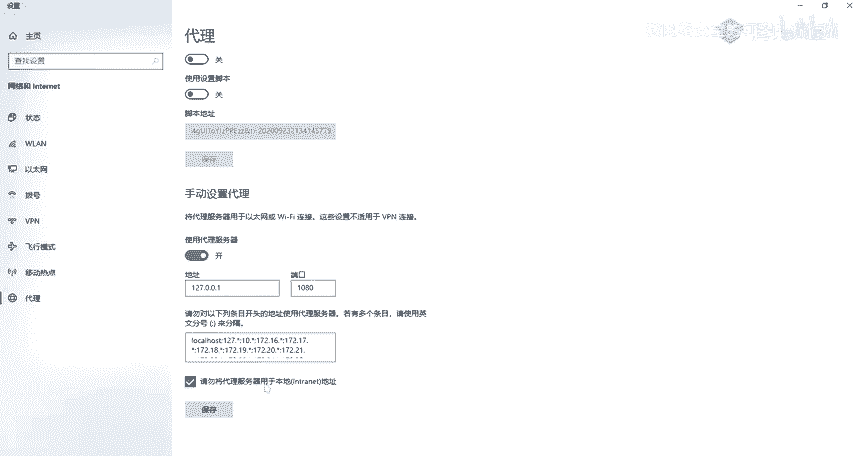 设置
主页
查找设置
网络和 Internet
状态
WLAN
以太网
拨号
VPN
飞行模式
移动热点
代理
代理
关
使用设置脚本
关
脚本地址
保存
手动设置代理
将代理服务器用于以太网或 Wi-Fi 连接。这些设置不适用于 VPN 连接。
使用代理服务器
开
地址 端口
127.0.0.1 1080
请勿对以下列条目开头的地址使用代理服务器。若有多个条目，请使用英
文分号 (;) 来分隔。
localhost;127.*;10.*;172.16.*;172.17.
*;172.18.*;172.19.*;172.20.*;172.21.
请勿将代理服务器用于本地(Intranet)地址
保存